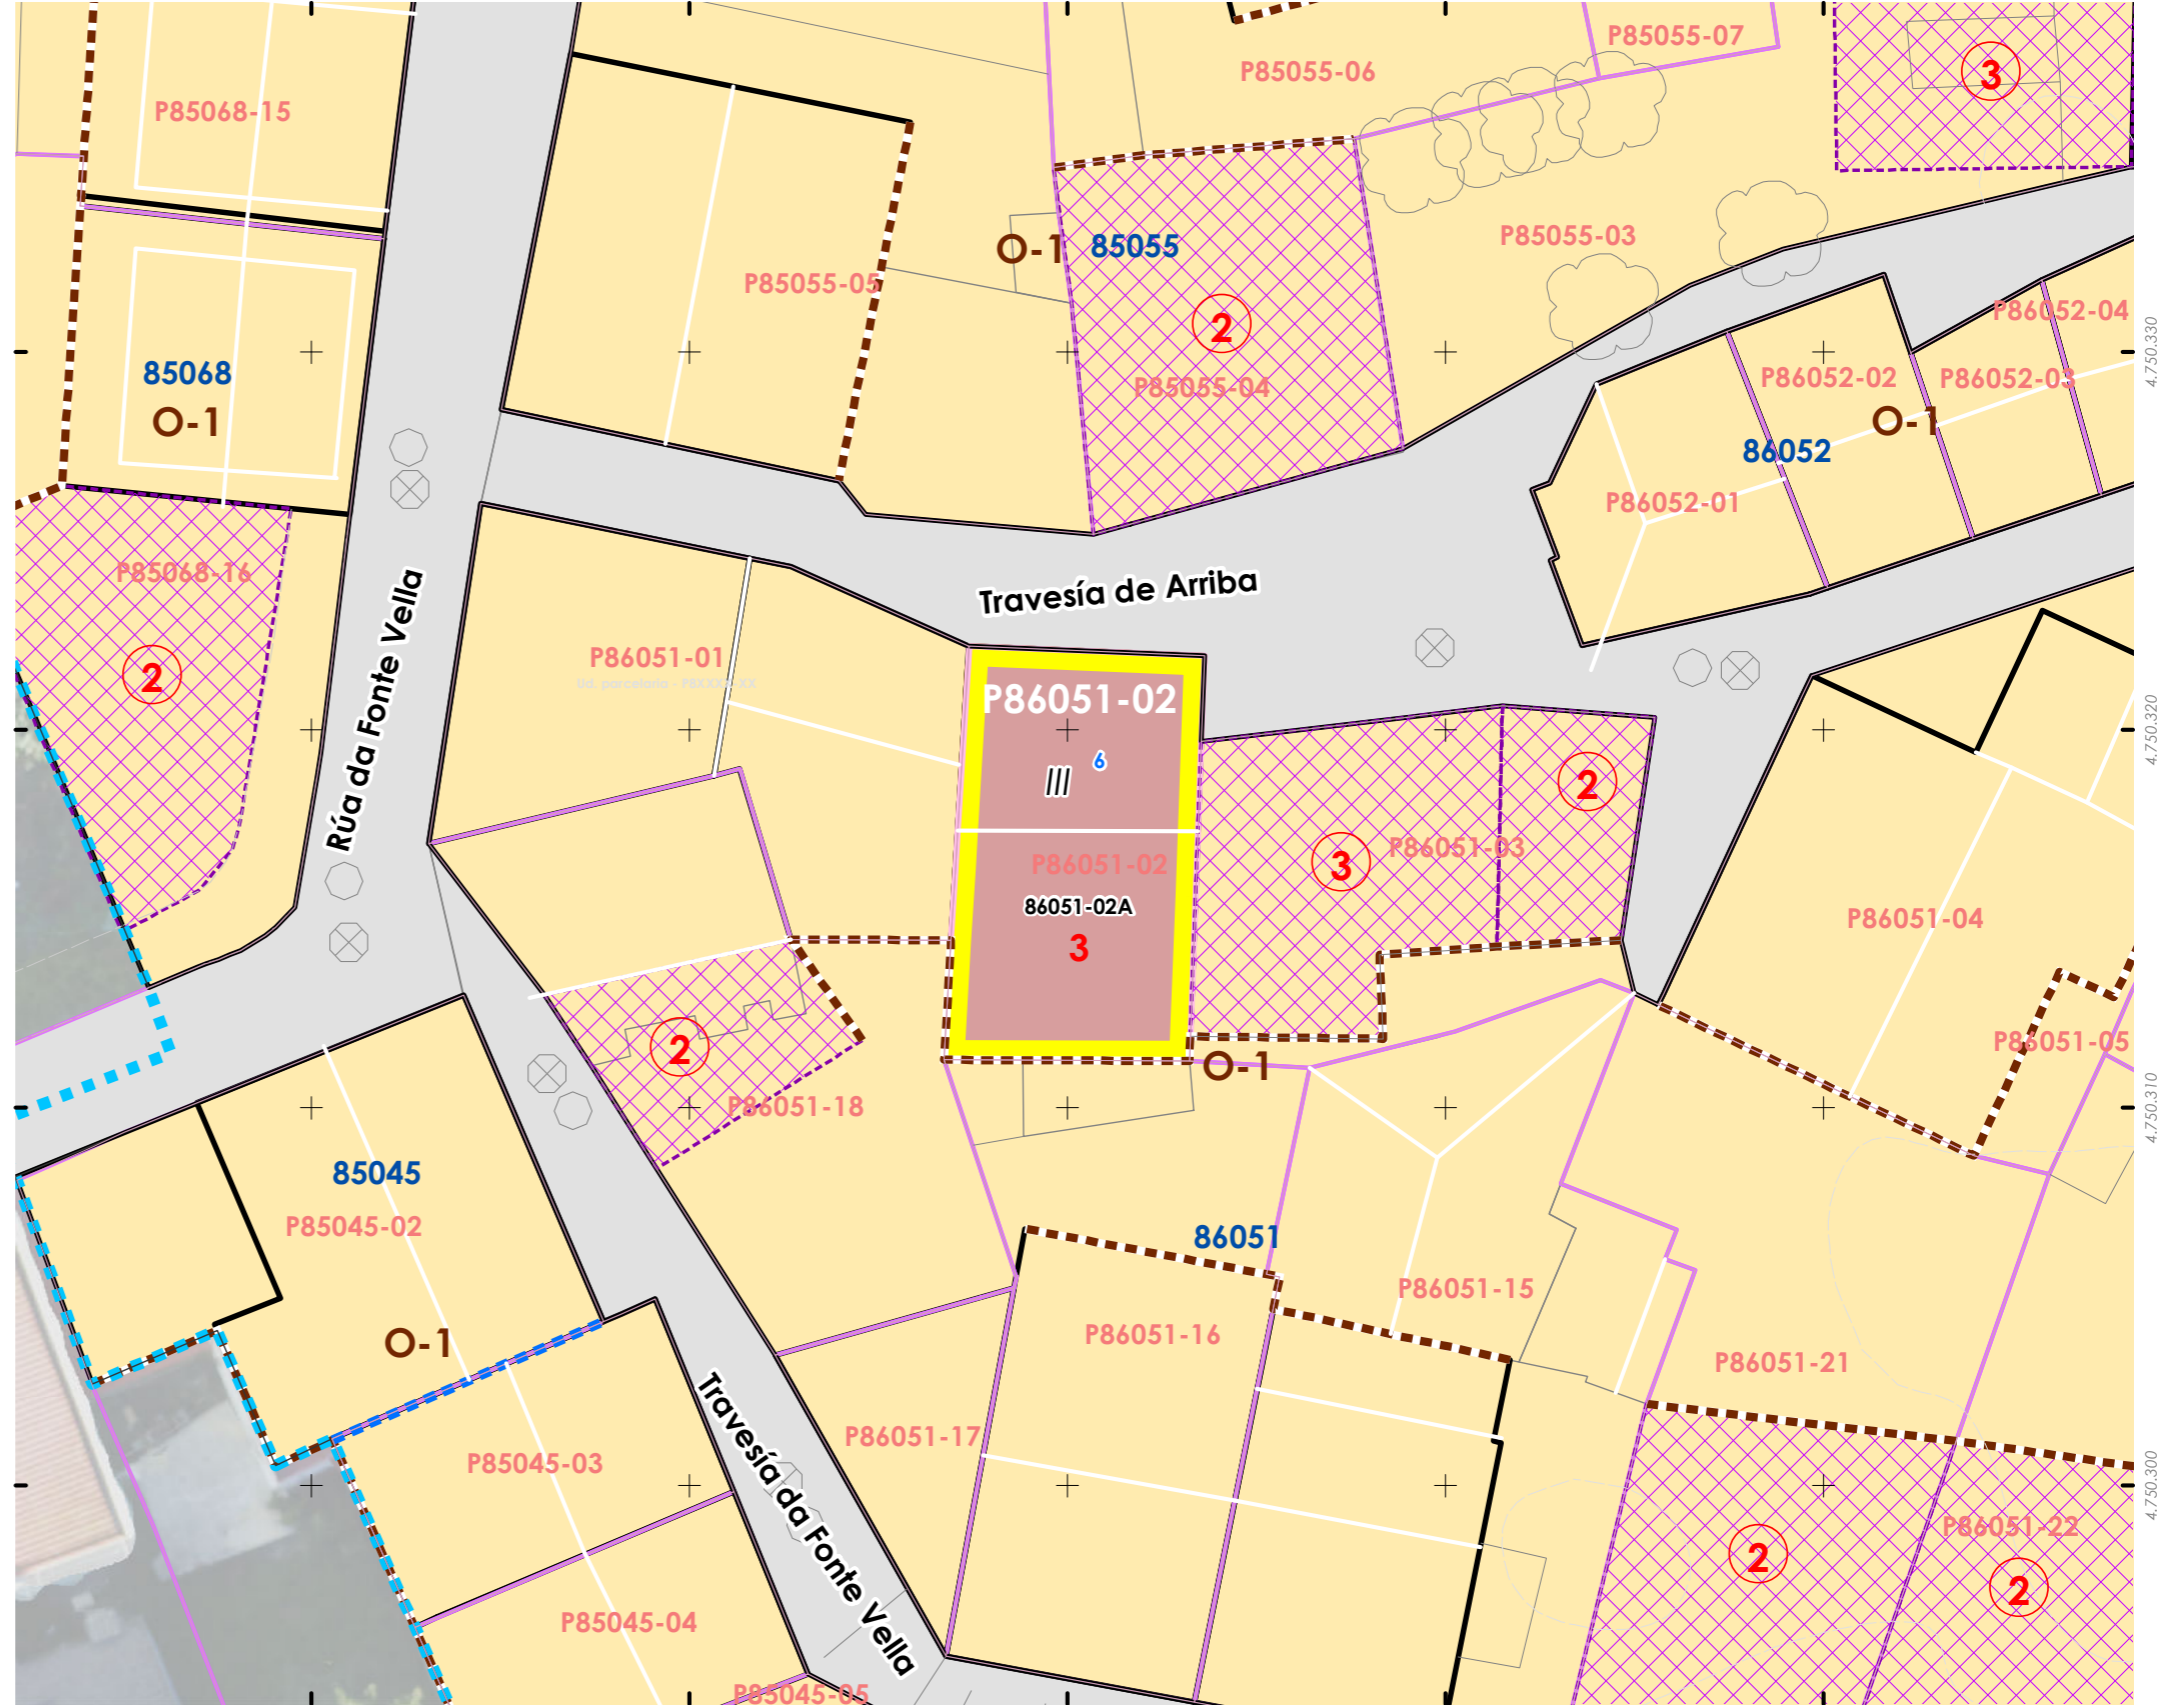 P85055-07
P85055-06
3
P85068-15
P85055-03
O-1
85055
P85055-05
P86052-04
2
4.750.330
85068
P85055-04
P86052-02
P86052-03
O-1
O-1
86052
P86052-01
P85068-16
Travesía de Arriba
Rúa da Fonte Vella
P86051-01
Ud. parcelaria - P8XXXX-XX
2
P86051-02
4.750.320
III
6
2
P86051-03
3
P86051-02
86051-02A
3
P86051-04
2
P86051-05
O-1
P86051-18
4.750.310
85045
P85045-02
86051
P86051-15
O-1
P86051-16
P86051-21
P86051-17
P85045-03
Travesía da Fonte Vella
4.750.300
P86051-22
2
2
P85045-04
P85045-05